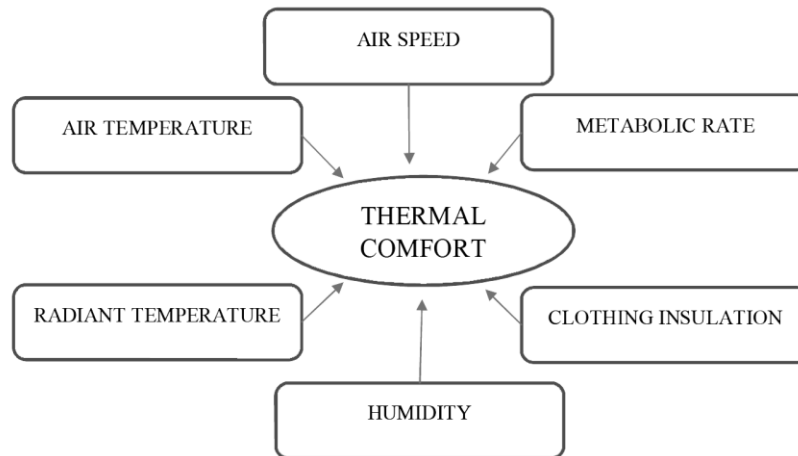 AIR SPEED
AIR TEMPERATURE
METABOLIC RATE
THERMAL
COMFORT
RADIANT TEMPERATURE
CLOTHING INSULATION
HUMIDITY